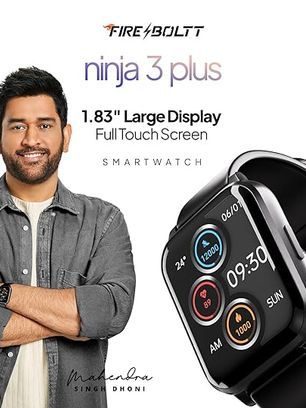 FIRE BOLTT
ninja 3 plus
1.83" Large Display
Full Touch Screen
SMARTWATCH
06/01
24°
12000
09:30
89
SUN
1000
AM
Mahendra
SINGH DHONI